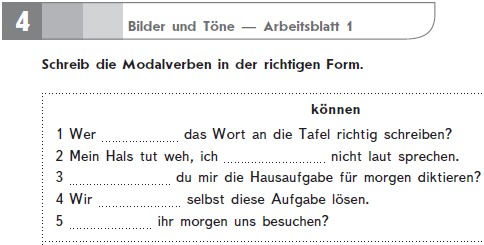 4 Bilder und Töne — Arbeitsblatt 1
Schreib die Modalverben in der richtigen Form.
können
1 Wer .................... das Wort an die Tafel richtig schreiben?
2 Mein Hals tut weh, ich .......................... nicht laut sprechen.
3 .......................... du mir die Hausaufgabe für morgen diktieren?
4 Wir .................... selbst diese Aufgabe lösen.
5 .................... ihr morgen uns besuchen?